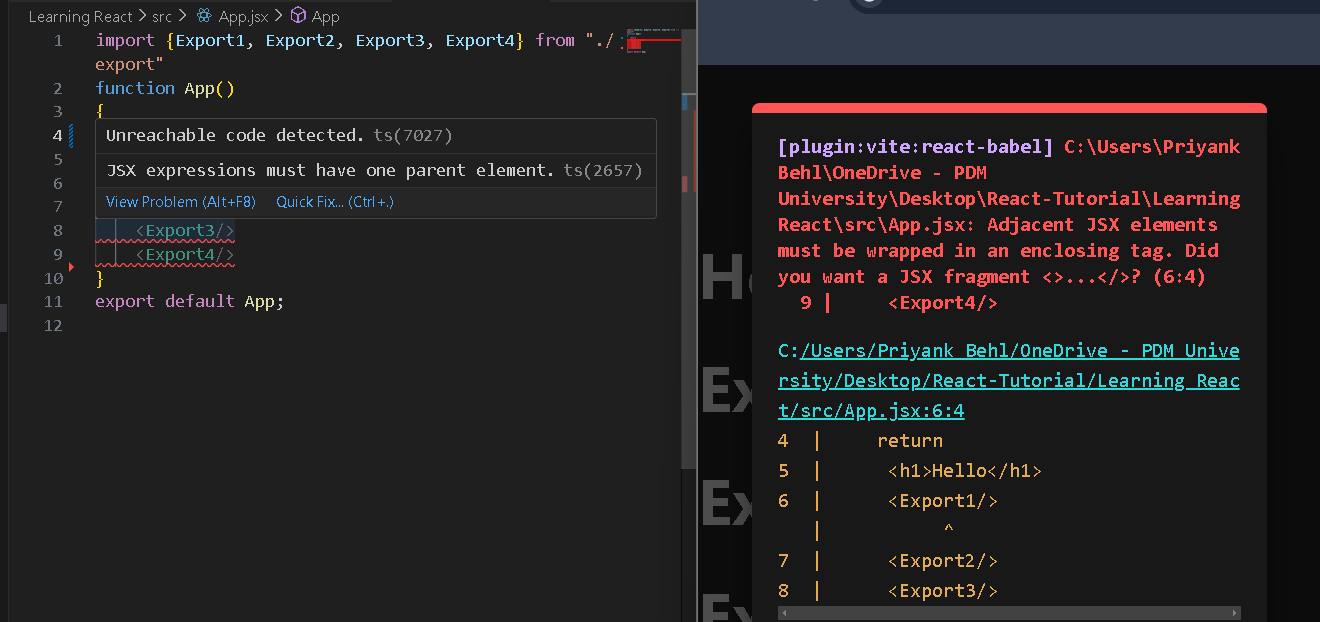 Learning React > src > App.jsx > App
1 import {Export1, Export2, Export3, Export4} from "./
export"
2 function App()
3 {
4
Unreachable code detected. ts(7027)
5
JSX expressions must have one parent element. ts(2657)
6
7
View Problem (Alt+F8) Quick Fix... (Ctrl+.)
8 <Export3/>
9 <Export4/>
10 }
11 export default App;
12
[plugin:vite:react-babel] C:\Users\Priyank
Behl\OneDrive - PDM
University\Desktop\React-Tutorial\Learning
React\src\App.jsx: Adjacent JSX elements
must be wrapped in an enclosing tag. Did
you want a JSX fragment <>...</>? (6:4)
9 | <Export4/>
C:/Users/Priyank Behl/OneDrive - PDM Unive
rsity/Desktop/React-Tutorial/Learning Reac
t/src/App.jsx:6:4
4 | return
5 | <h1>Hello</h1>
6 | <Export1/>
| ^
7 | <Export2/>
8 | <Export3/>